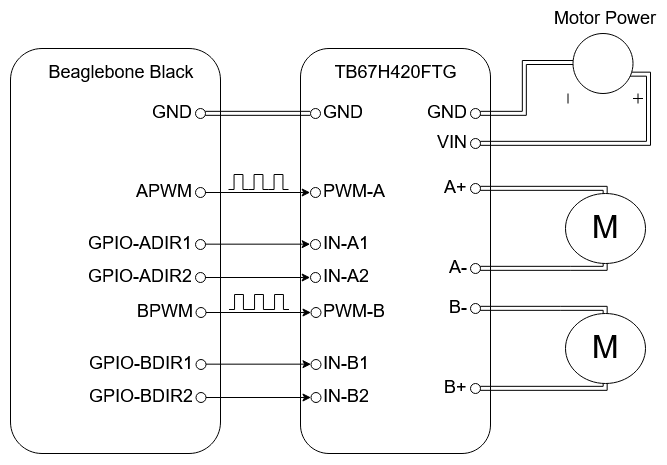 Motor Power
Beaglebone Black
TB67H420FTG
GND
GND
GND
- +
VIN
APWM
PWM-A
A+
M
GPIO-ADIR1
IN-A1
GPIO-ADIR2
IN-A2
A-
BPWM
PWM-B
B-
M
GPIO-BDIR1
IN-B1
B+
GPIO-BDIR2
IN-B2